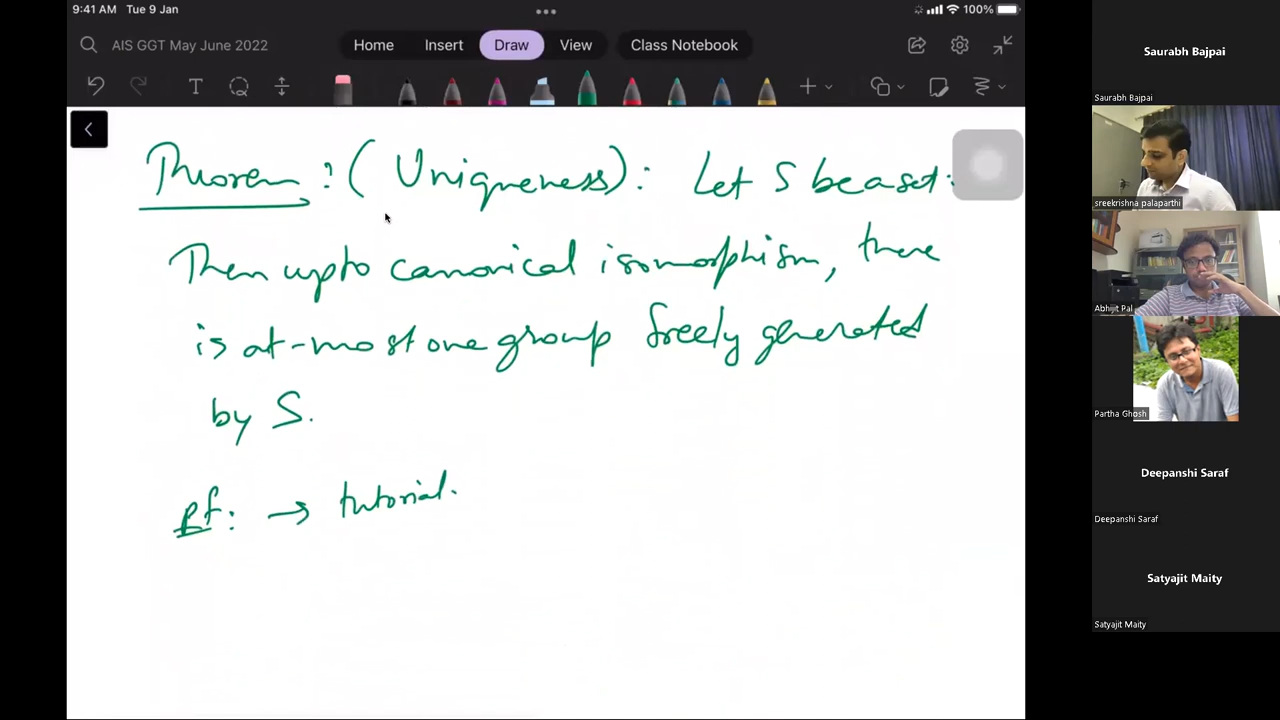 9:41 AM Tue 9 Jan
100%
AIS GGT May June 2022
Home Insert Draw View Class Notebook
Theorem : ( Uniqueness) : Let S be a set.
Then upto canonical isomorphism, there
is at-most one group freely generated
by S.
Pf: → tutorial.
Saurabh Bajpai
Saurabh Bajpai
sreekrishna palaparthi
Abhijit Pal
Partha Ghosh
Deepanshi Saraf
Deepanshi Saraf
Satyajit Maity
Satyajit Maity